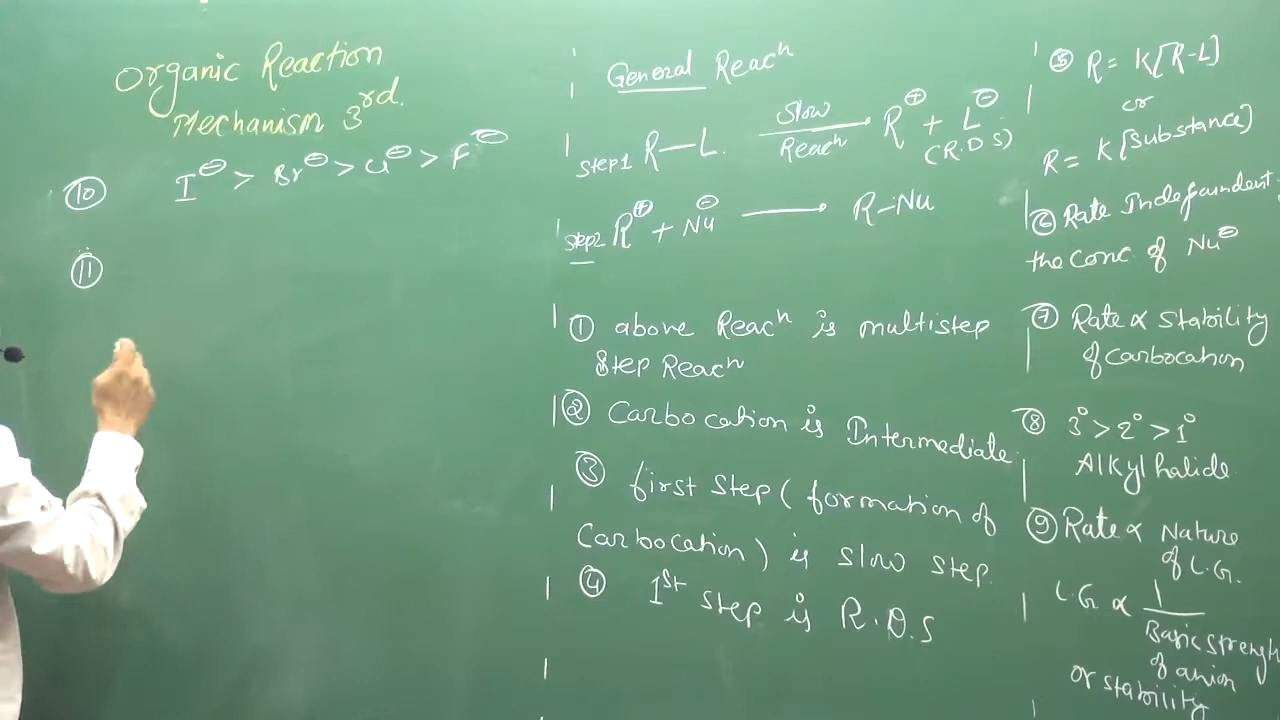 Organic Reaction
Mechanism 3rd.
⑩ I⊖ > Br⊖ > Cl⊖ > F⊖
⑪
General Reacn
Step1 R—L. Slow Reacn ⟶ R⊕ + L⊖
(R.D.S)
Step2 R⊕ + Nu⊖ ⟶ R-Nu
① above Reacn is multistep
Step Reacn
② Carbocation is Intermediate
③ first step (formation of
Carbocation) is slow step.
④ 1st step is R.D.S
⑤ R = K[R-L]
or
R = K[Substance]
⑥ Rate Indepaindent
the conc of Nu⊖
⑦ Rate ∝ stability
of carbocation
⑧ 3° > 2° > 1°
Alkyl halide
⑨ Rate ∝ Nature
of L.G.
L.G ∝ 1
Basic strength
of anion
or stability